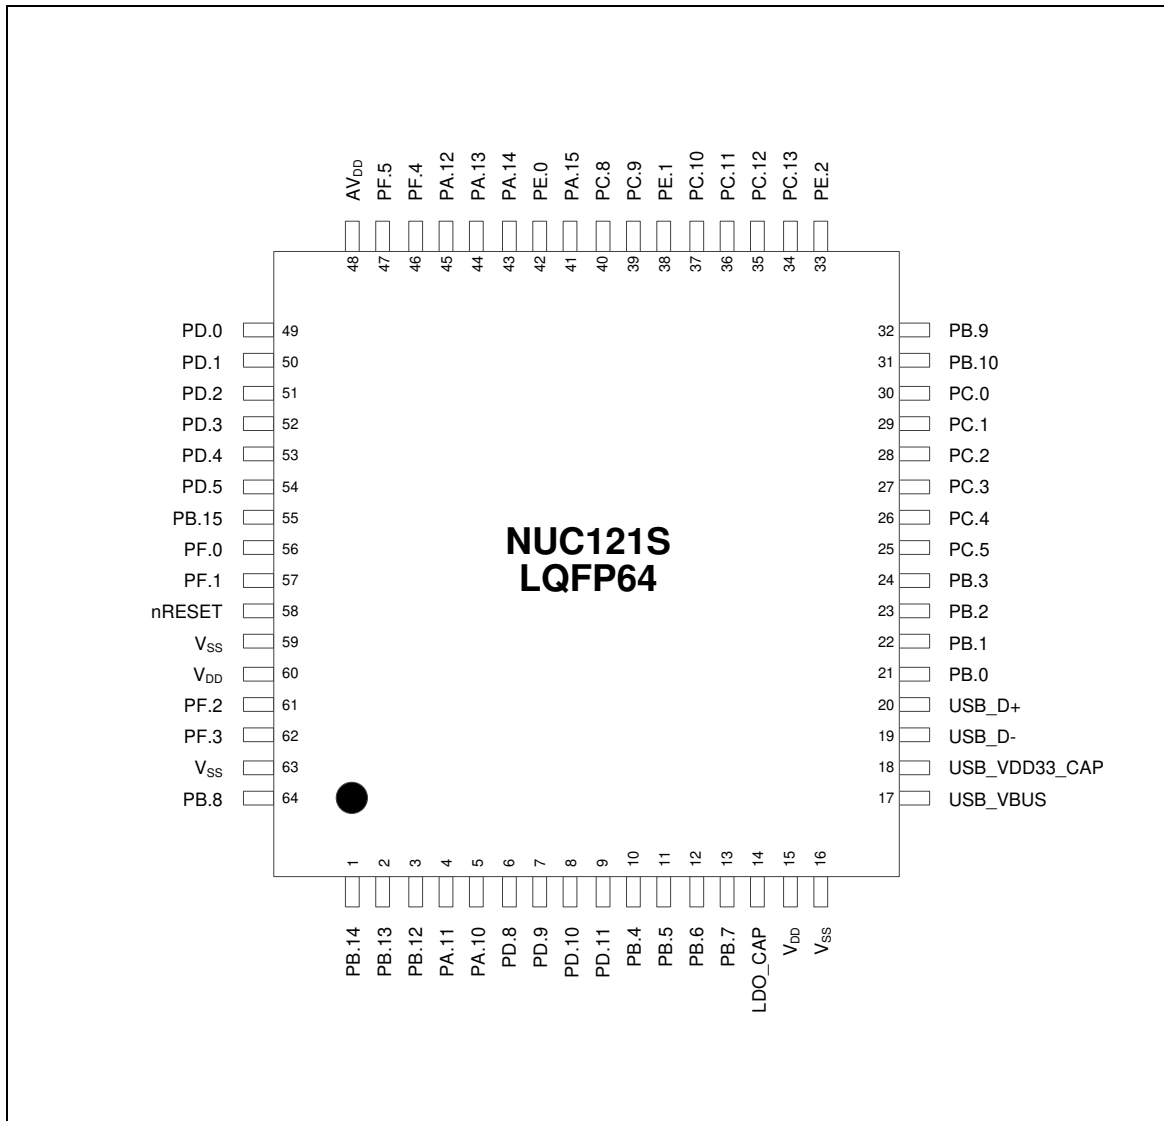 AVDD
PF.5
PF.4
PA.12
PA.13
PA.14
PE.0
PA.15
PC.8
PC.9
PE.1
PC.10
PC.11
PC.12
PC.13
PE.2
48
47
46
45
44
43
42
41
40
39
38
37
36
35
34
33
PD.0 49
PD.1 50
PD.2 51
PD.3 52
PD.4 53
PD.5 54
PB.15 55
PF.0 56
PF.1 57
nRESET 58
VSS 59
VDD 60
PF.2 61
PF.3 62
VSS 63
PB.8 64
NUC121S
LQFP64
32 PB.9
31 PB.10
30 PC.0
29 PC.1
28 PC.2
27 PC.3
26 PC.4
25 PC.5
24 PB.3
23 PB.2
22 PB.1
21 PB.0
20 USB_D+
19 USB_D-
18 USB_VDD33_CAP
17 USB_VBUS
1
2
3
4
5
6
7
8
9
10
11
12
13
14
15
16
PB.14
PB.13
PB.12
PA.11
PA.10
PD.8
PD.9
PD.10
PD.11
PB.4
PB.5
PB.6
PB.7
LDO_CAP
VDD
VSS